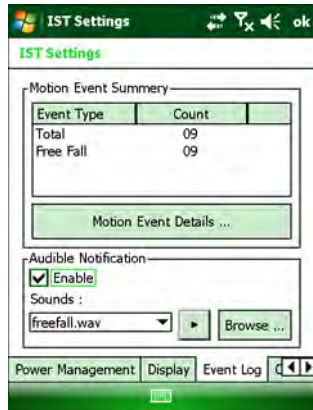 IST Settings ok
IST Settings
Motion Event Summery
Event Type Count
Total 09
Free Fall 09
Motion Event Details ...
Audible Notification
Enable
Sounds :
freefall.wav Browse ...
Power Management Display Event Log